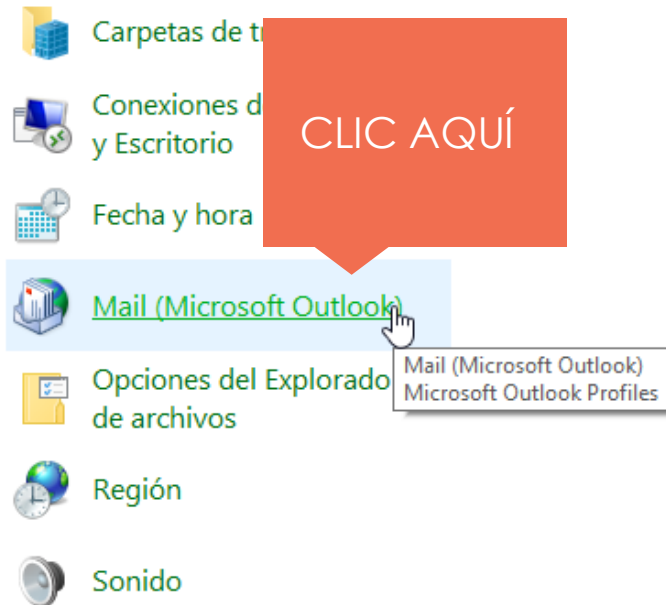 Carpetas de
Conexiones
y Escritorio
CLIC AQUÍ
Fecha y hora
Mail (Microsoft Outlook)
Mail (Microsoft Outlook)
Microsoft Outlook Profiles
Opciones del
de archivos
Región
Sonido